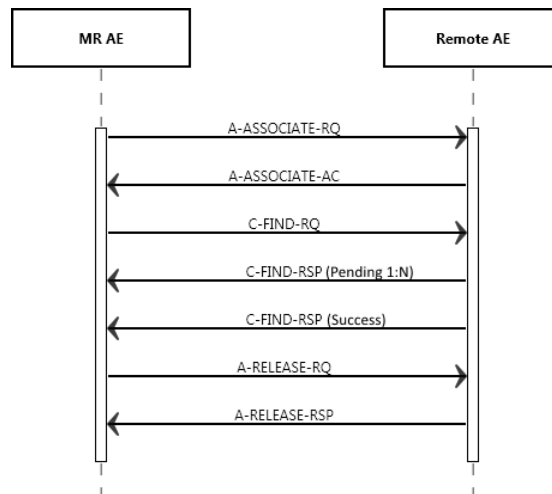 MR AE
Remote AE
A-ASSOCIATE-RQ
A-ASSOCIATE-AC
C-FIND-RQ
C-FIND-RSP (Pending 1:N)
C-FIND-RSP (Success)
A-RELEASE-RQ
A-RELEASE-RSP